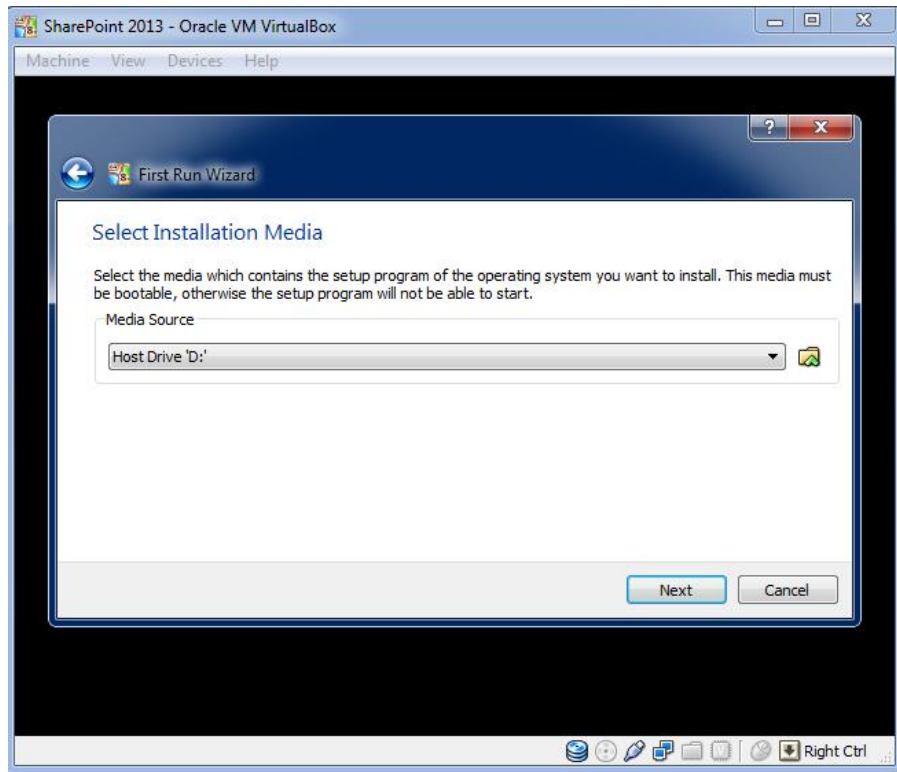 SharePoint 2013 - Oracle VM VirtualBox
Machine View Devices Help
?
First Run Wizard
Select Installation Media
Select the media which contains the setup program of the operating system you want to install. This media must
be bootable, otherwise the setup program will not be able to start.
Media Source
Host Drive 'D:'
Next Cancel
Right Ctrl